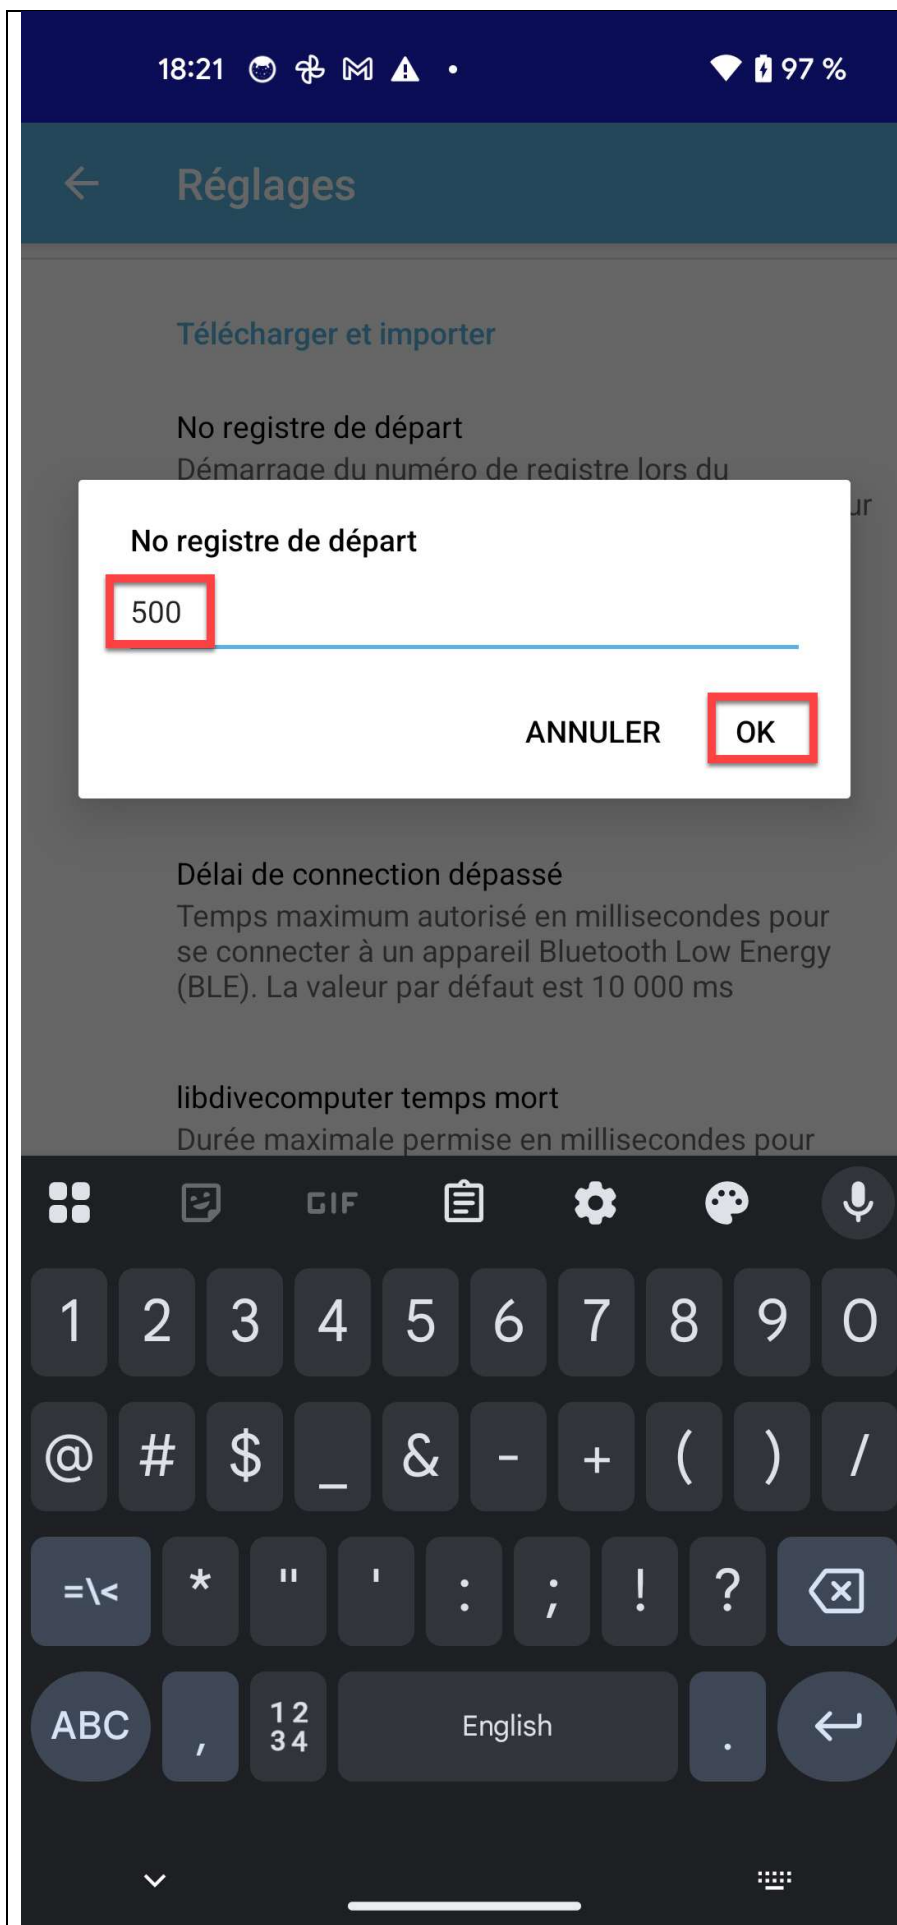 18:21
97 %
Réglages
Télécharger et importer
No registre de départ
Démarrage du numéro de registre lors du
ur
No registre de départ
500
ANNULER OK
Délai de connection dépassé
Temps maximum autorisé en millisecondes pour
se connecter à un appareil Bluetooth Low Energy
(BLE). La valeur par défaut est 10 000 ms
libdivecomputer temps mort
Durée maximale permise en millisecondes pour
GIF
1 2 3 4 5 6 7 8 9 0
@ # $ _ & - + ( ) /
=\< * " ' : ; ! ?
ABC , 12 34 English .